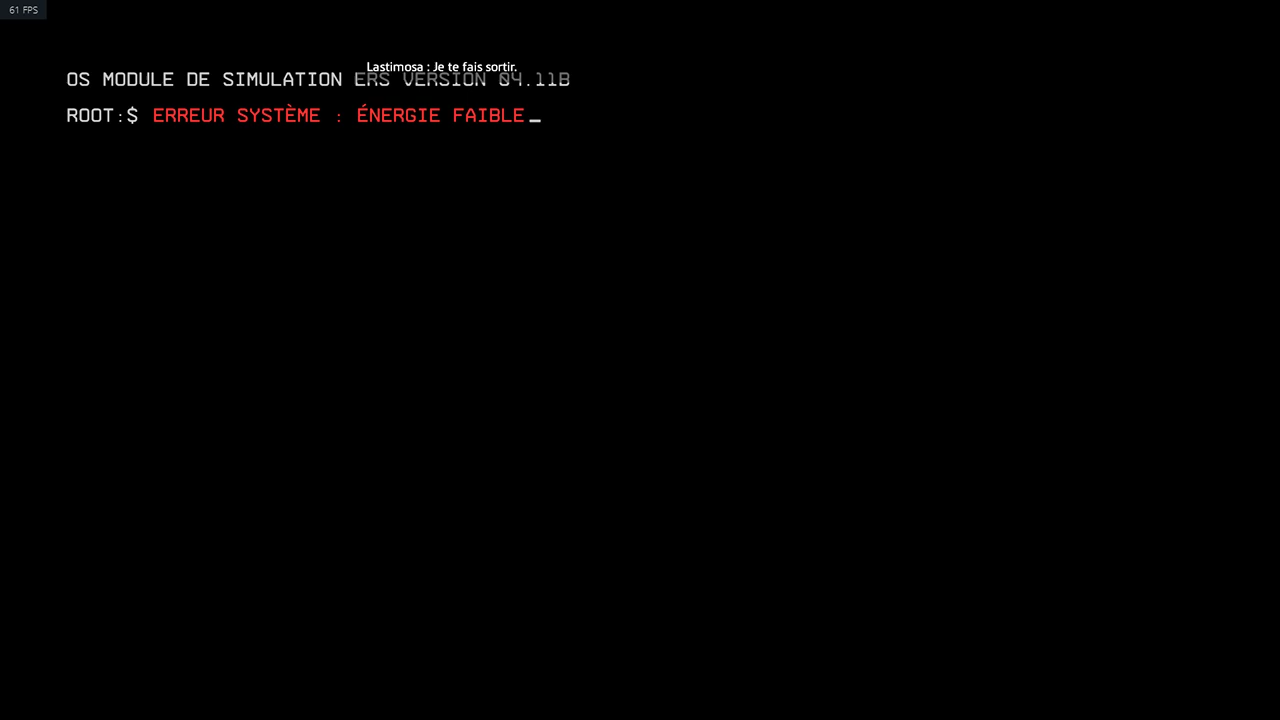 61 FPS
Lastimosa : Je te fais sortir.
OS MODULE DE SIMULATION ERS VERSION 04.11B
ROOT:$ ERREUR SYSTÈME : ÉNERGIE FAIBLE_